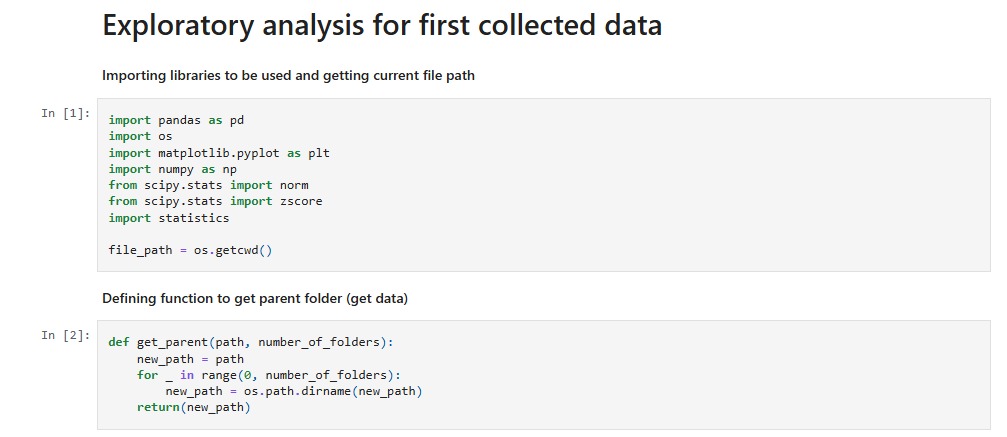 Exploratory analysis for first collected data
Importing libraries to be used and getting current file path
In [1]:
import pandas as pd
import os
import matplotlib.pyplot as plt
import numpy as np
from scipy.stats import norm
from scipy.stats import zscore
import statistics
file_path = os.getcwd()
Defining function to get parent folder (get data)
In [2]:
def get_parent(path, number_of_folders):
    new_path = path
    for _ in range(0, number_of_folders):
        new_path = os.path.dirname(new_path)
    return(new_path)